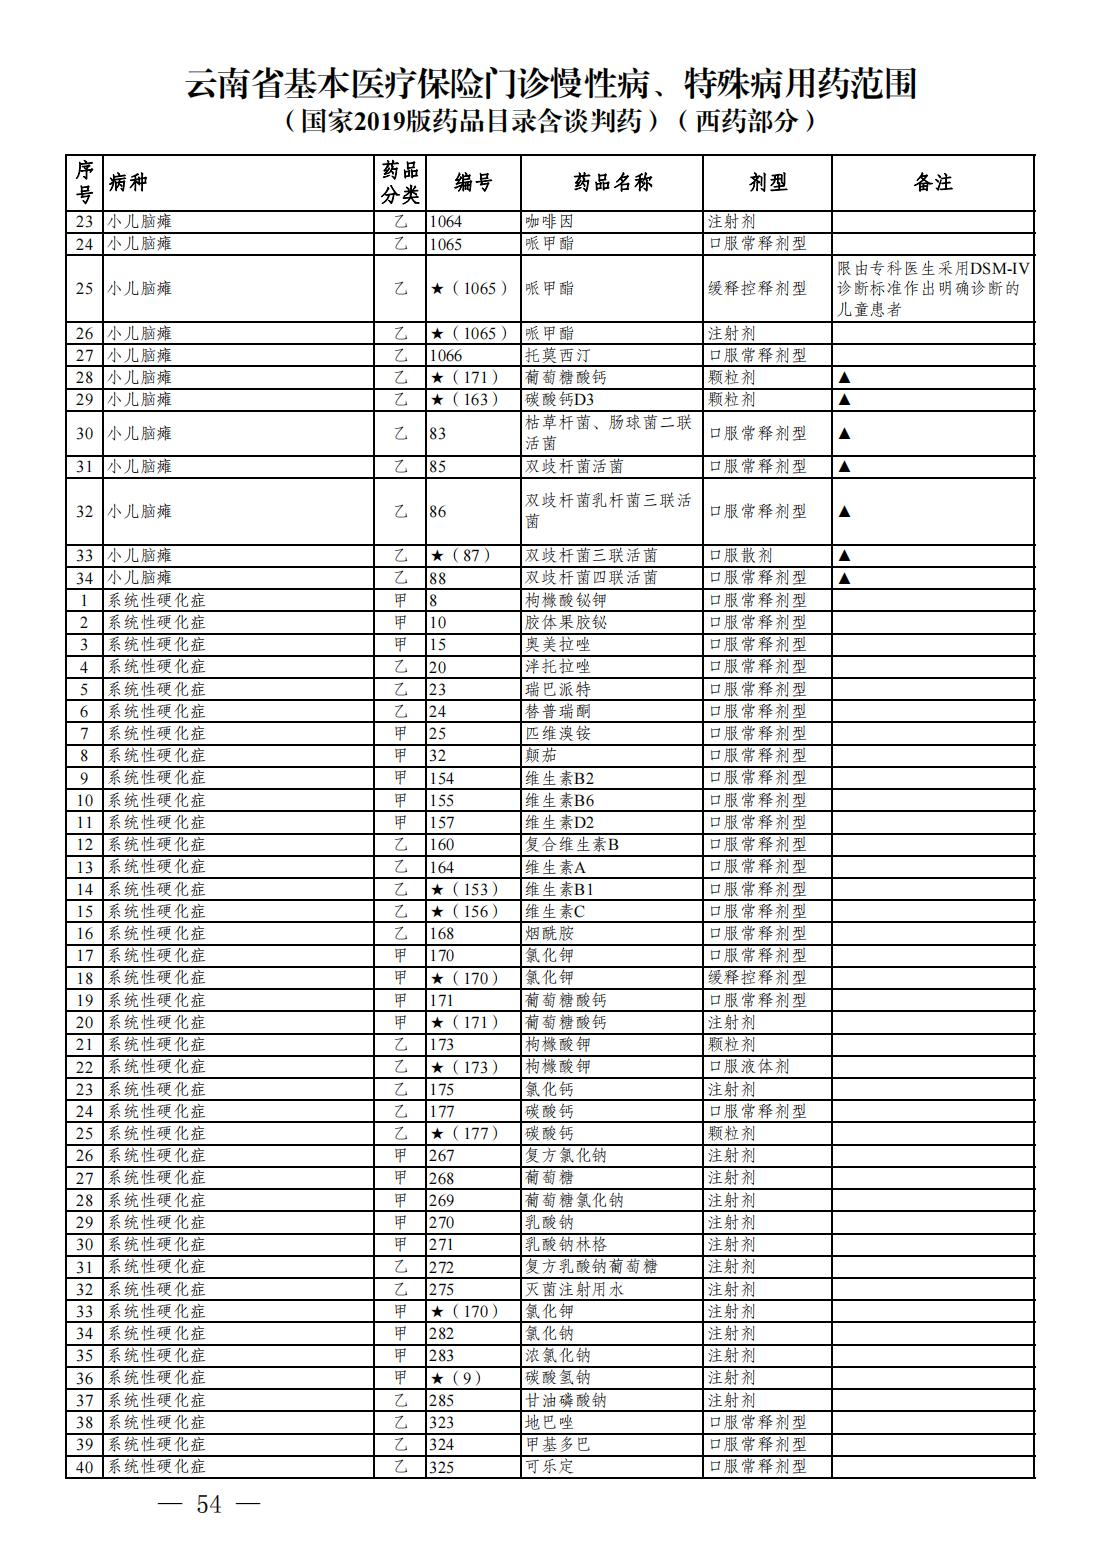 云南省基本医疗保险门诊慢性病、特殊病用药范围
（国家2019版药品目录含谈判药）（西药部分）
序号 病种 药品分类 编号 药品名称 剂型 备注
23 小儿脑瘫 乙 1064 咖啡因 注射剂
24 小儿脑瘫 乙 1065 哌甲酯 口服常释剂型
25 小儿脑瘫 乙 ★（1065） 哌甲酯 缓释控释剂型 限由专科医生采用DSM-IV诊断标准作出明确诊断的儿童患者
26 小儿脑瘫 乙 ★（1065） 哌甲酯 注射剂
27 小儿脑瘫 乙 1066 托莫西汀 口服常释剂型
28 小儿脑瘫 乙 ★（171） 葡萄糖酸钙 颗粒剂 ▲
29 小儿脑瘫 乙 ★（163） 碳酸钙D3 颗粒剂 ▲
30 小儿脑瘫 乙 83 枯草杆菌、肠球菌二联活菌 口服常释剂型 ▲
31 小儿脑瘫 乙 85 双歧杆菌活菌 口服常释剂型 ▲
32 小儿脑瘫 乙 86 双歧杆菌乳杆菌三联活菌 口服常释剂型 ▲
33 小儿脑瘫 乙 ★（87） 双歧杆菌三联活菌 口服散剂 ▲
34 小儿脑瘫 乙 88 双歧杆菌四联活菌 口服常释剂型 ▲
1 系统性硬化症 甲 8 枸橼酸铋钾 口服常释剂型
2 系统性硬化症 甲 10 胶体果胶铋 口服常释剂型
3 系统性硬化症 甲 15 奥美拉唑 口服常释剂型
4 系统性硬化症 乙 20 泮托拉唑 口服常释剂型
5 系统性硬化症 乙 23 瑞巴派特 口服常释剂型
6 系统性硬化症 乙 24 替普瑞酮 口服常释剂型
7 系统性硬化症 甲 25 匹维溴铵 口服常释剂型
8 系统性硬化症 甲 32 颠茄 口服常释剂型
9 系统性硬化症 甲 154 维生素B2 口服常释剂型
10 系统性硬化症 甲 155 维生素B6 口服常释剂型
11 系统性硬化症 甲 157 维生素D2 口服常释剂型
12 系统性硬化症 乙 160 复合维生素B 口服常释剂型
13 系统性硬化症 乙 164 维生素A 口服常释剂型
14 系统性硬化症 乙 ★（153） 维生素B1 口服常释剂型
15 系统性硬化症 乙 ★（156） 维生素C 口服常释剂型
16 系统性硬化症 乙 168 烟酰胺 口服常释剂型
17 系统性硬化症 甲 170 氯化钾 口服常释剂型
18 系统性硬化症 甲 ★（170） 氯化钾 缓释控释剂型
19 系统性硬化症 甲 171 葡萄糖酸钙 口服常释剂型
20 系统性硬化症 甲 ★（171） 葡萄糖酸钙 注射剂
21 系统性硬化症 乙 173 枸橼酸钾 颗粒剂
22 系统性硬化症 乙 ★（173） 枸橼酸钾 口服液体剂
23 系统性硬化症 乙 175 氯化钙 注射剂
24 系统性硬化症 乙 177 碳酸钙 口服常释剂型
25 系统性硬化症 乙 ★（177） 碳酸钙 颗粒剂
26 系统性硬化症 甲 267 复方氯化钠 注射剂
27 系统性硬化症 甲 268 葡萄糖 注射剂
28 系统性硬化症 甲 269 葡萄糖氯化钠 注射剂
29 系统性硬化症 甲 270 乳酸钠 注射剂
30 系统性硬化症 甲 271 乳酸钠林格 注射剂
31 系统性硬化症 乙 272 复方乳酸钠葡萄糖 注射剂
32 系统性硬化症 乙 275 灭菌注射用水 注射剂
33 系统性硬化症 甲 ★（170） 氯化钾 注射剂
34 系统性硬化症 甲 282 氯化钠 注射剂
35 系统性硬化症 甲 283 浓氯化钠 注射剂
36 系统性硬化症 甲 ★（9） 碳酸氢钠 注射剂
37 系统性硬化症 乙 285 甘油磷酸钠 注射剂
38 系统性硬化症 乙 323 地巴唑 口服常释剂型
39 系统性硬化症 乙 324 甲基多巴 口服常释剂型
40 系统性硬化症 乙 325 可乐定 口服常释剂型
— 54 —